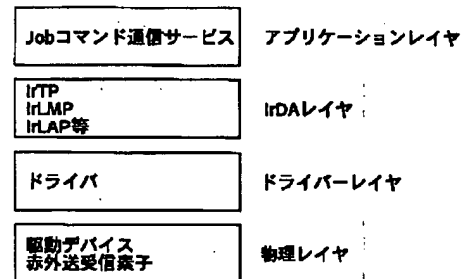 Jobコマンド通信サービス アプリケーションレイヤ
IrTP
IrLMP IrDAレイヤ
IrLAP等
ドライバ ドライバーレイヤ
駆動デバイス
赤外送受信素子 物理レイヤ